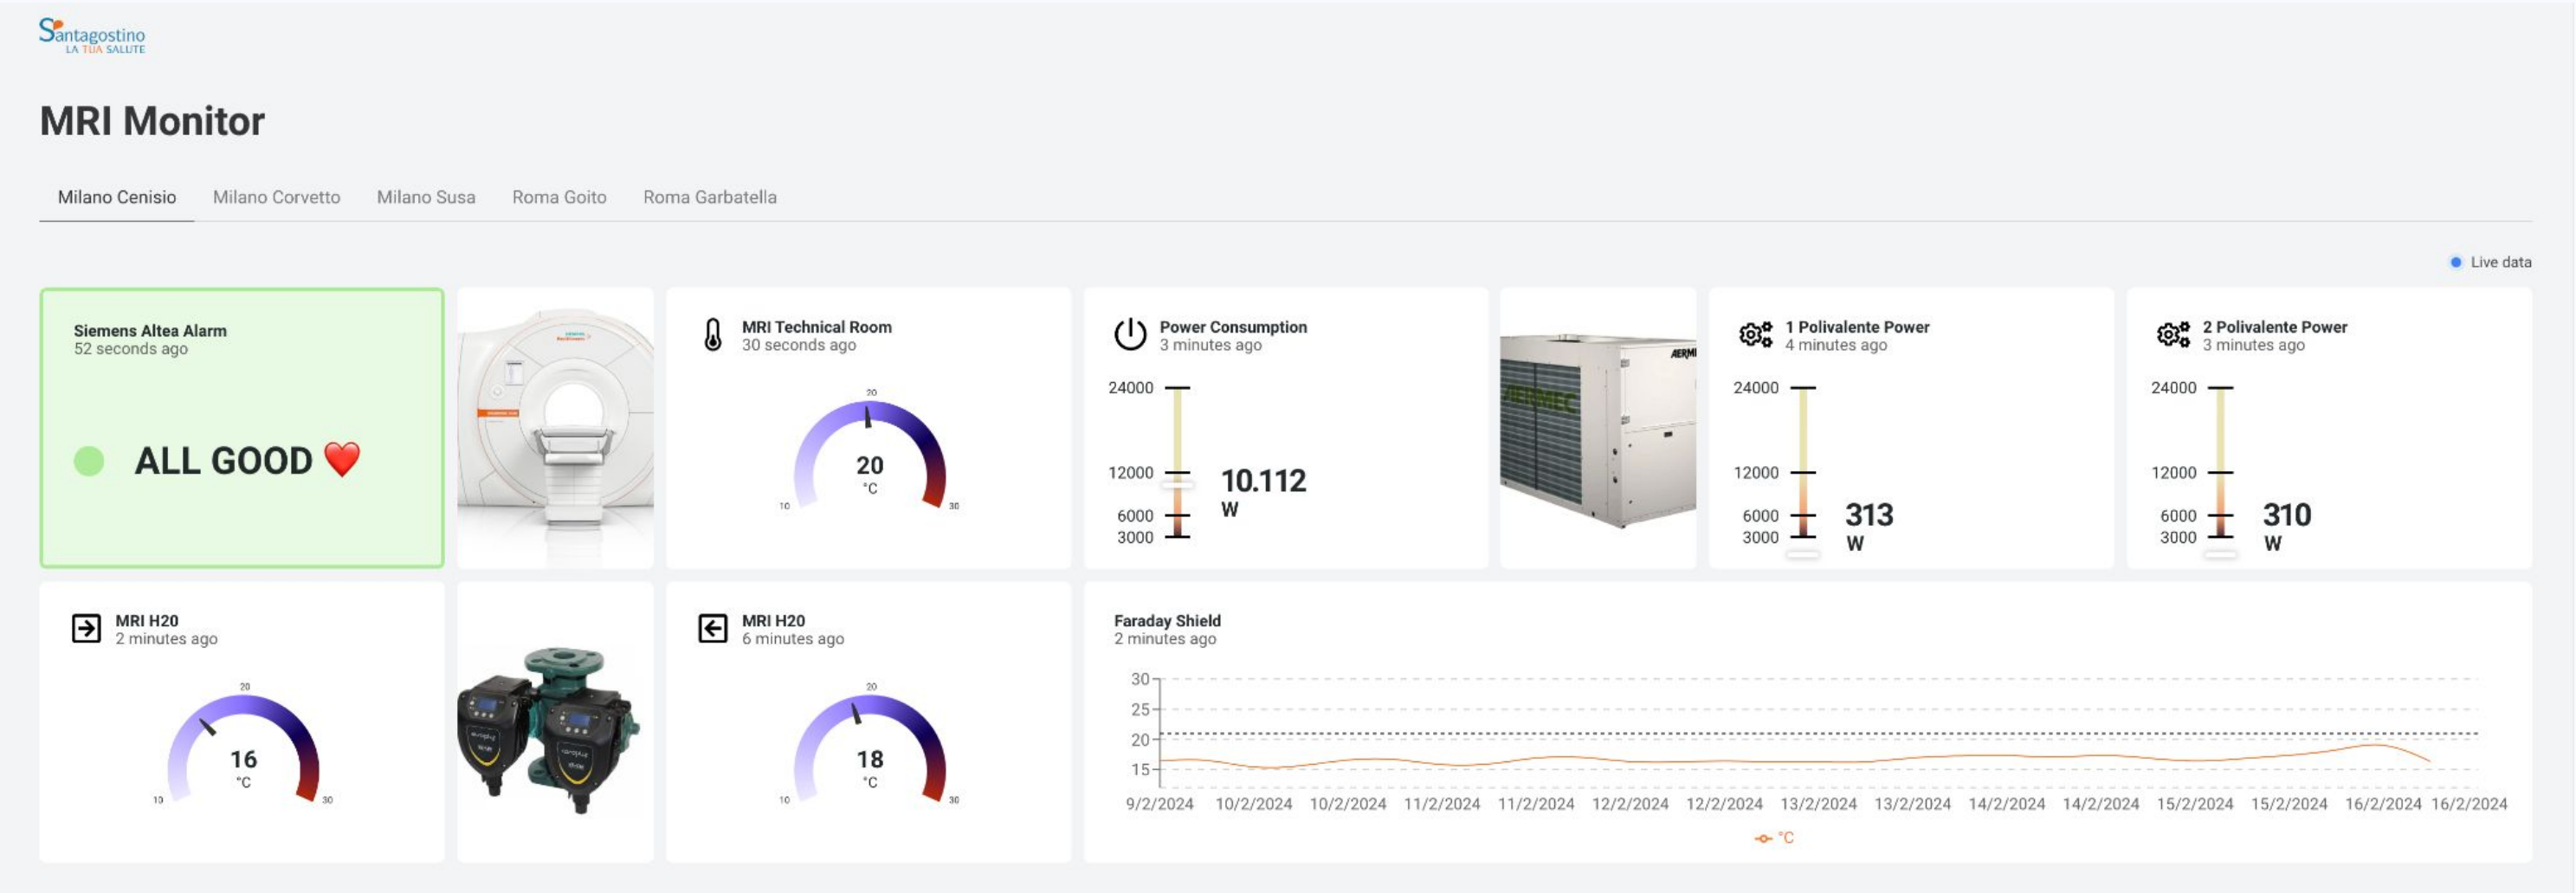 Santagostino
LA TUA SALUTE
MRI Monitor
Milano Cenisio Milano Corvetto Milano Susa Roma Goito Roma Garbatella
Live data
Siemens Altea Alarm
52 seconds ago
ALL GOOD ❤️
MRI Technical Room
30 seconds ago
20
20
°C
10
30
Power Consumption
3 minutes ago
24000
12000
6000
3000
10.112
W
AERMEC
AERM
1 Polivalente Power
4 minutes ago
24000
12000
6000
3000
313
W
2 Polivalente Power
3 minutes ago
24000
12000
6000
3000
310
W
MRI H20
2 minutes ago
20
16
°C
10
30
MRI H20
6 minutes ago
20
18
°C
10
30
Faraday Shield
2 minutes ago
30
25
20
15
9/2/2024 10/2/2024 10/2/2024 11/2/2024 11/2/2024 12/2/2024 12/2/2024 13/2/2024 13/2/2024 14/2/2024 14/2/2024 15/2/2024 15/2/2024 16/2/2024 16/2/2024
°C